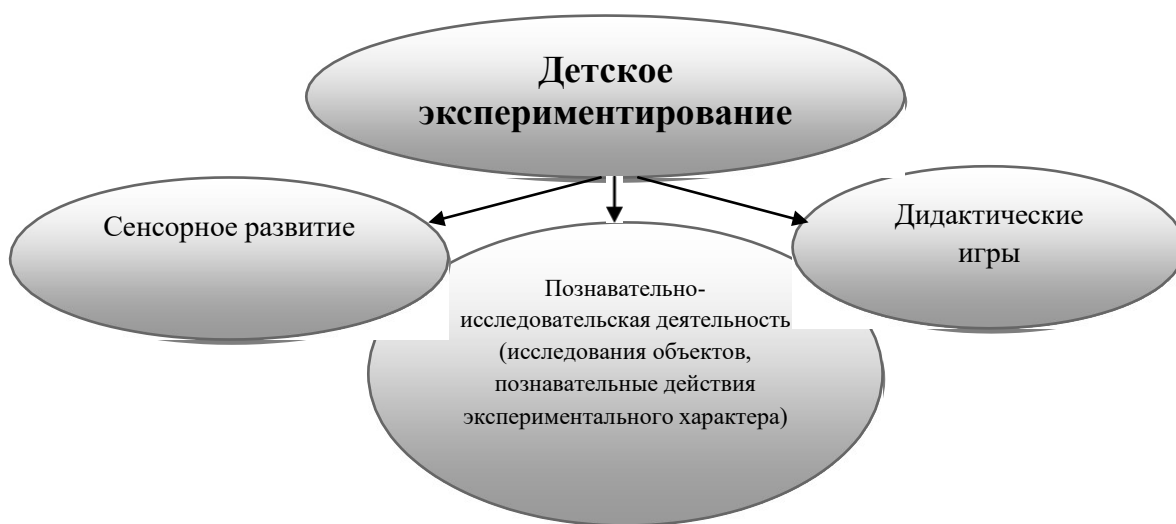 Детское
экспериментирование
Сенсорное развитие
Познавательно-
исследовательская деятельность
(исследования объектов,
познавательные действия
экспериментального характера)
Дидактические
игры